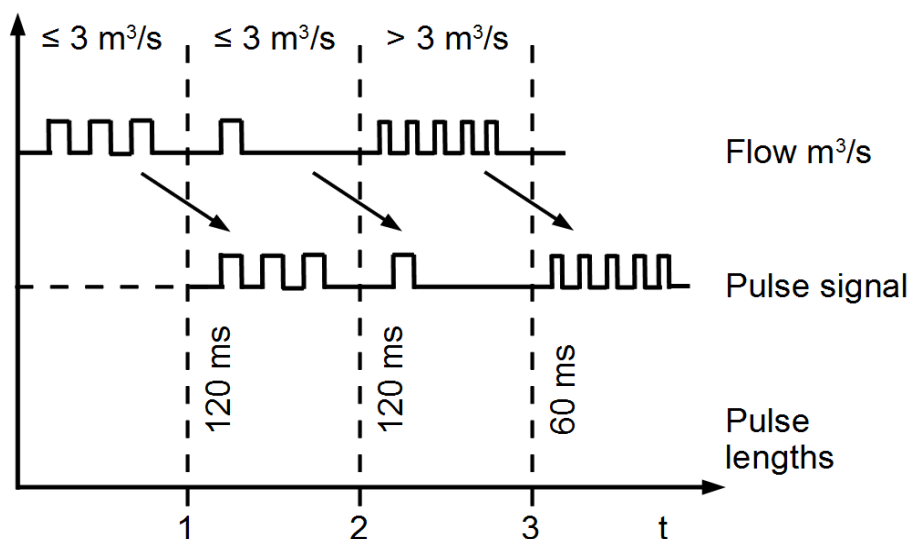 ≤ 3 m³/s ≤ 3 m³/s > 3 m³/s
Flow m³/s
Pulse signal
120 ms 120 ms 60 ms
Pulse
lengths
1 2 3 t